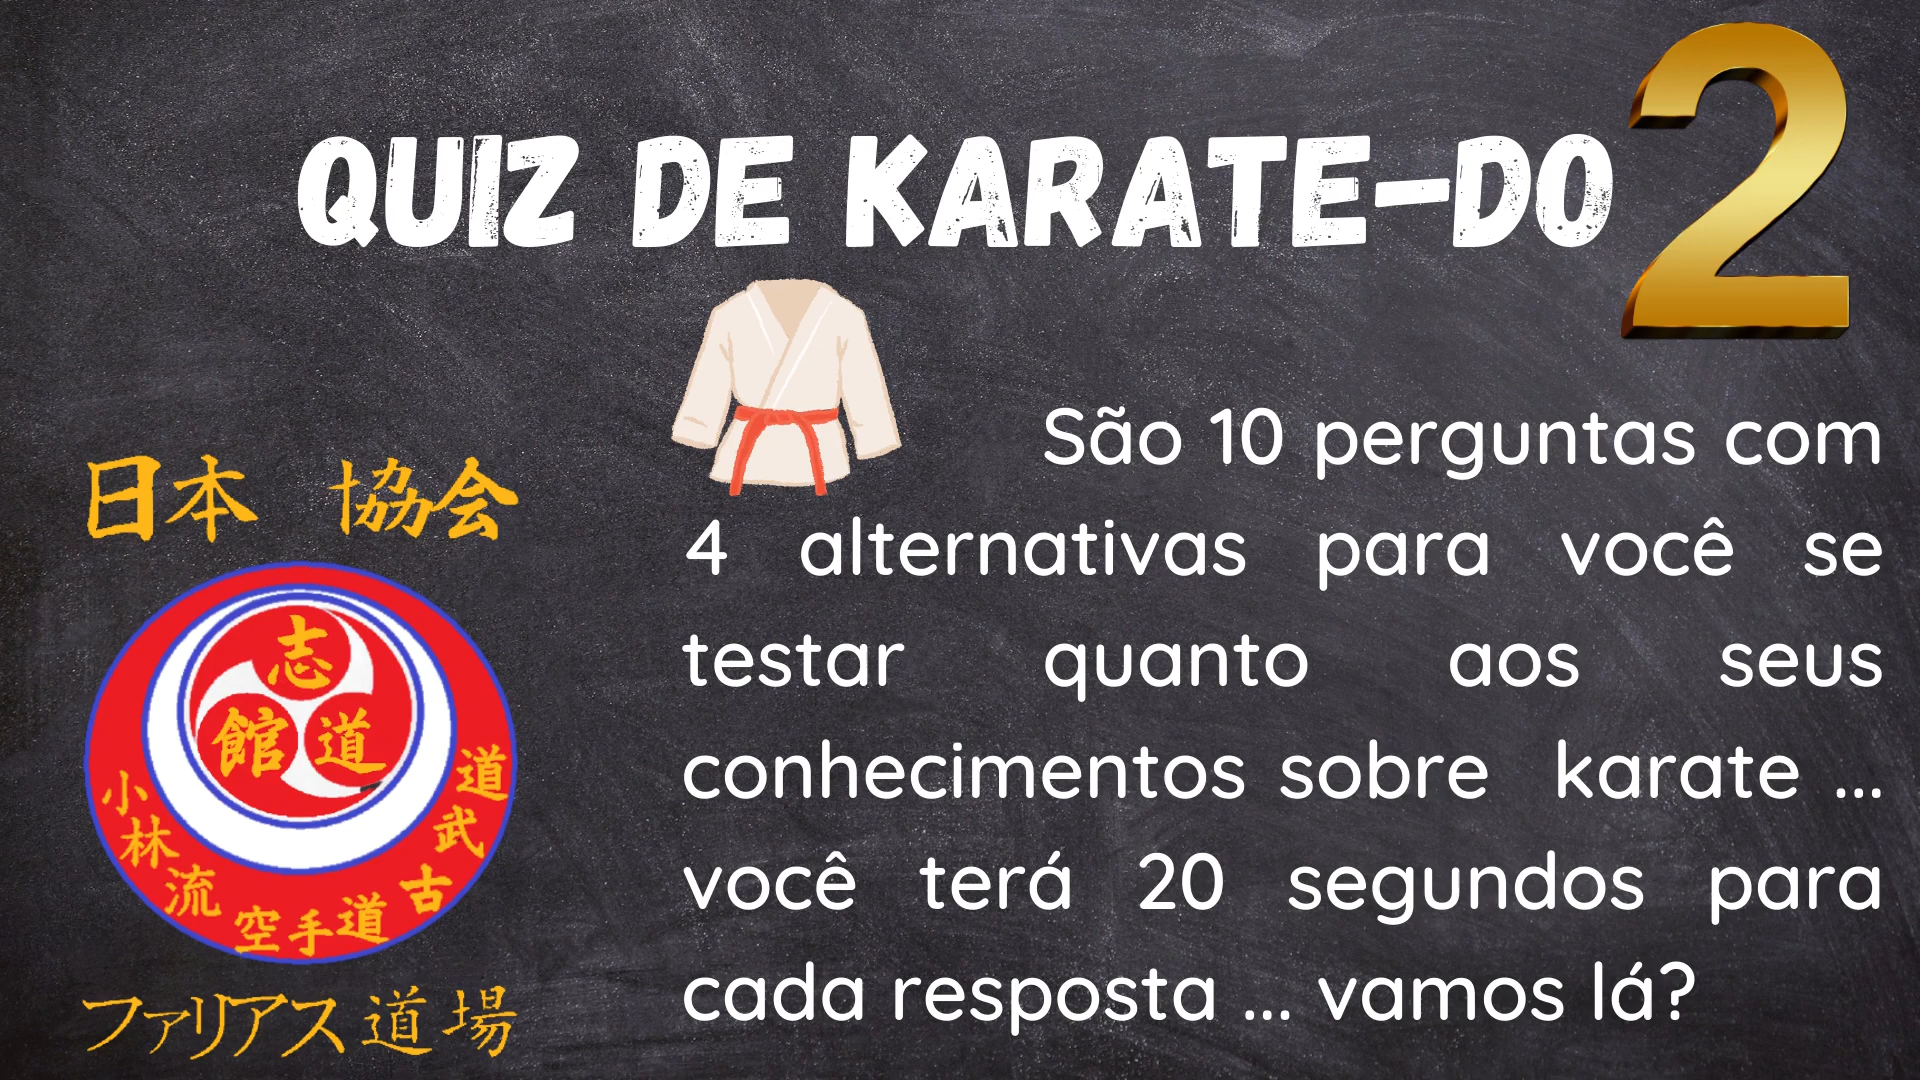 QUIZ DE KARATE-DO 2
São 10 perguntas com
4 alternativas para você se
testar quanto aos seus
conhecimentos sobre karate ...
você terá 20 segundos para
cada resposta ... vamos lá?
日本 協会
志
館道
小林流空手道古武道
ファリアス道場